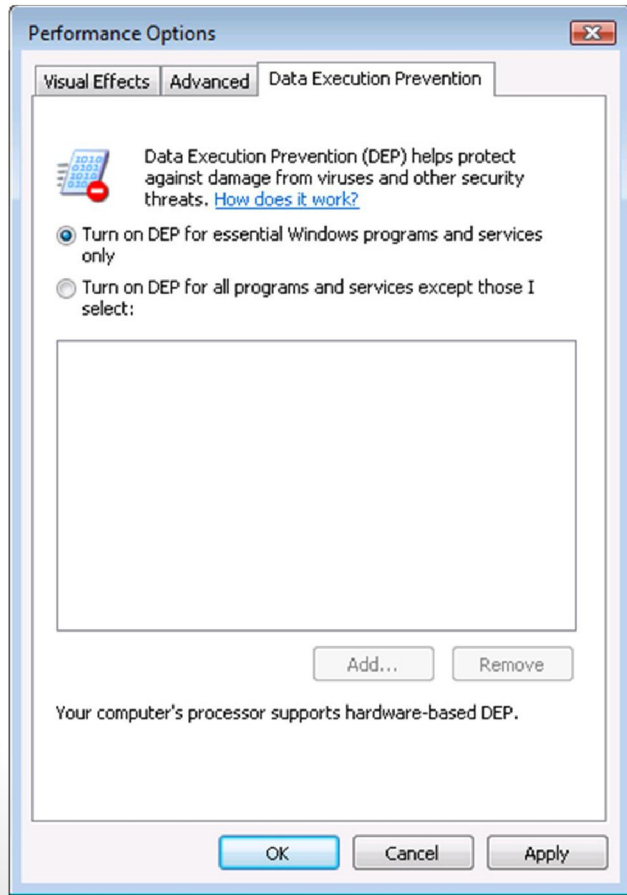 Performance Options
Visual Effects Advanced Data Execution Prevention
Data Execution Prevention (DEP) helps protect
against damage from viruses and other security
threats. How does it work?
Turn on DEP for essential Windows programs and services
only
Turn on DEP for all programs and services except those I
select:
Add... Remove
Your computer's processor supports hardware-based DEP.
OK Cancel Apply